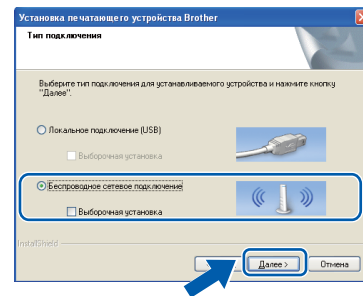 Установка печатающего устройства Brother
Тип подключения
Выберите тип подключения для устанавливаемого устройства и нажмите кнопку
"Далее".
Локальное подключение (USB)
Выборочная установка
Беспроводное сетевое подключение
Выборочная установка
InstallShield
Далее >
Отмена